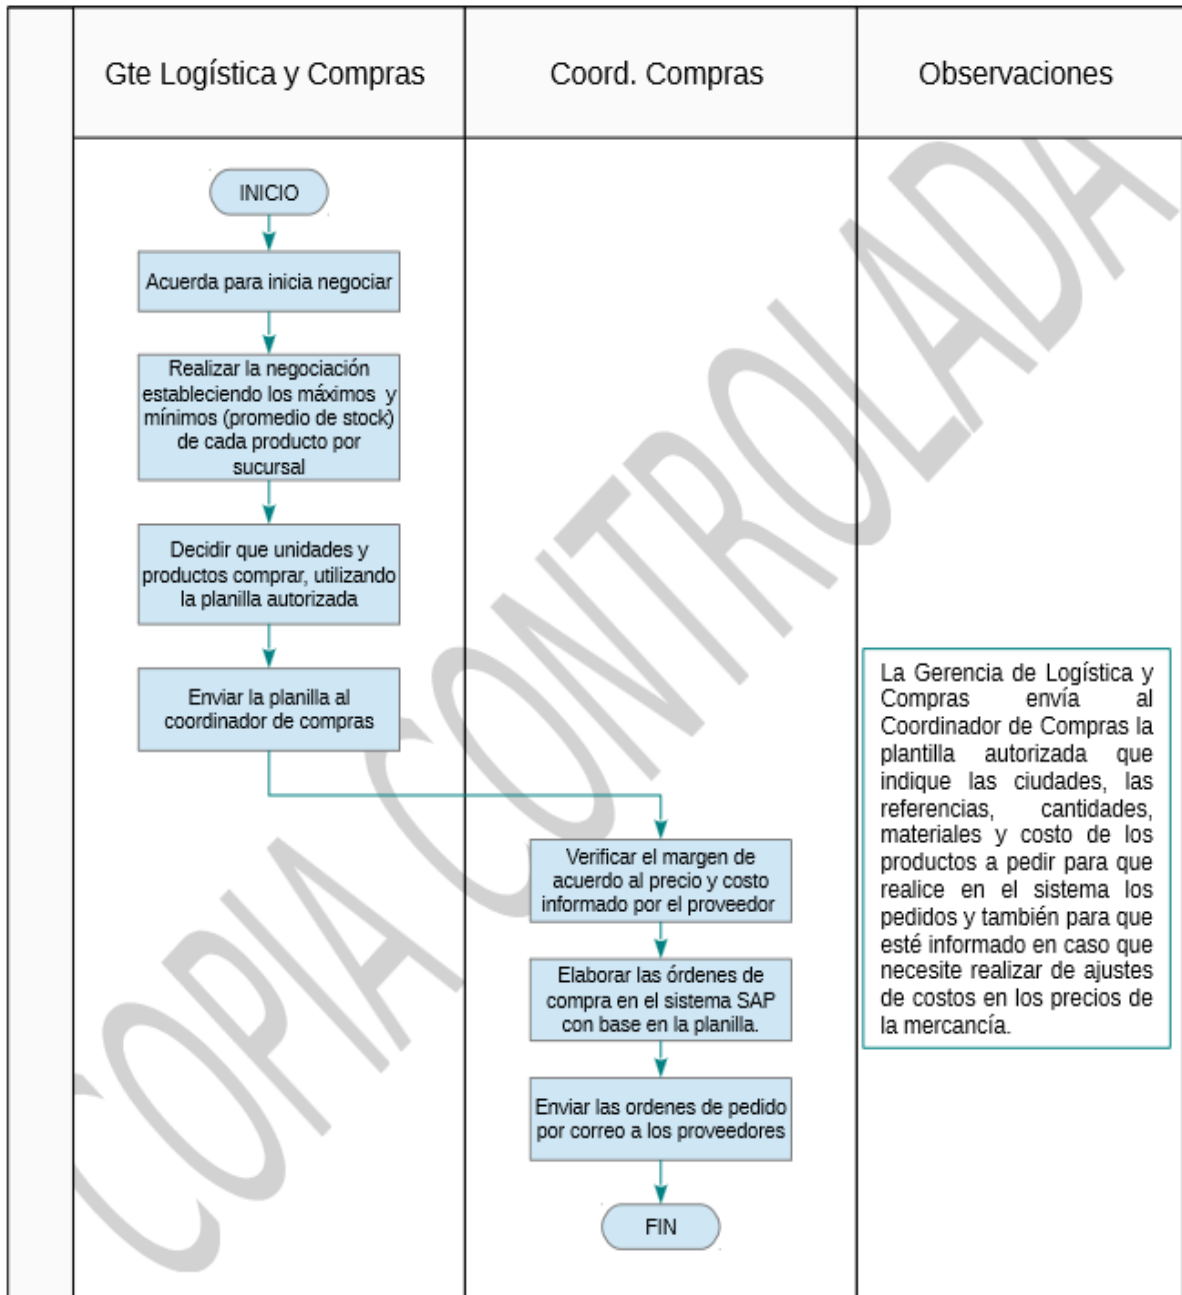 Gte Logística y Compras
Coord. Compras
Observaciones
INICIO
Acuerda para inicia negociar
Realizar la negociación
estableciendo los máximos y
mínimos (promedio de stock)
de cada producto por
sucursal
Decidir que unidades y
productos comprar, utilizando
la planilla autorizada
Enviar la planilla al
coordinador de compras
Verificar el margen de
acuerdo al precio y costo
informado por el proveedor
Elaborar las órdenes de
compra en el sistema SAP
con base en la planilla.
Enviar las ordenes de pedido
por correo a los proveedores
FIN
La Gerencia de Logística y
Compras envía al
Coordinador de Compras la
plantilla autorizada que
indique las ciudades, las
referencias, cantidades,
materiales y costo de los
productos a pedir para que
realice en el sistema los
pedidos y también para que
esté informado en caso que
necesite realizar de ajustes
de costos en los precios de
la mercancía.
COPIA CONTROLADA